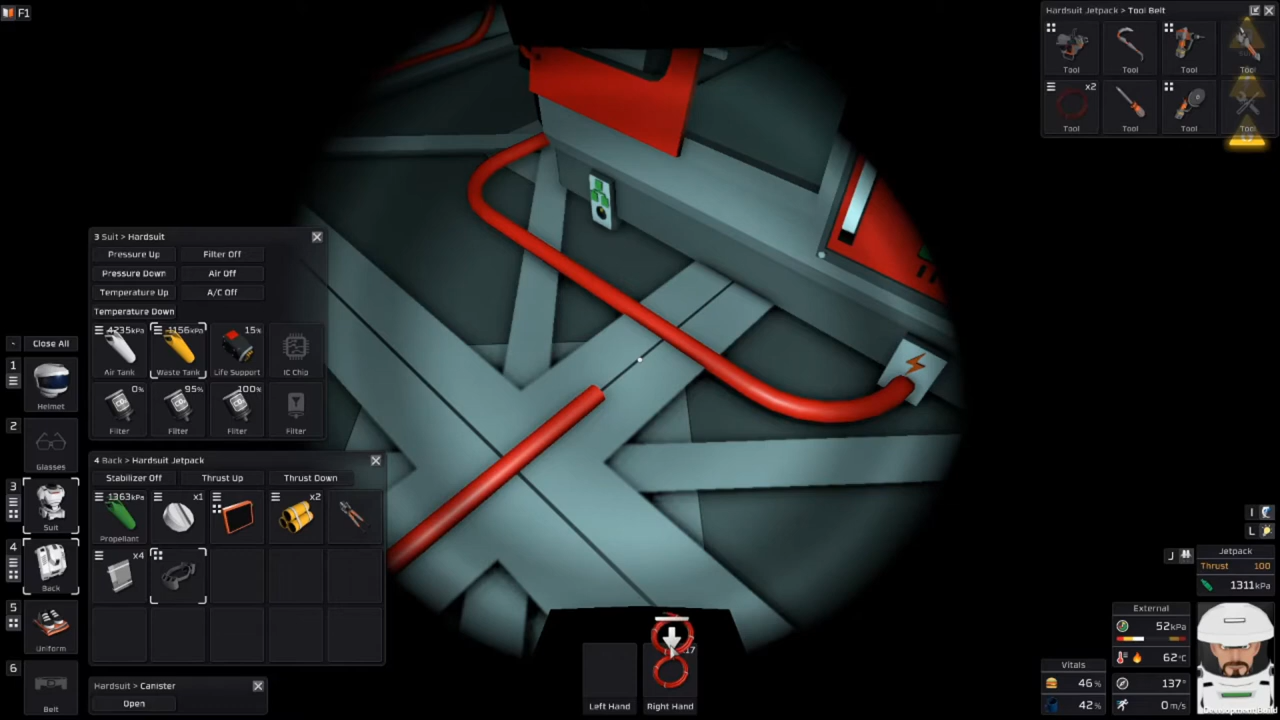 F1
Hardsuit Jetpack > Tool Belt
Tool
Tool
Tool
Tool
x2
Tool
Tool
Tool
Tool
3 Suit > Hardsuit
Pressure Up
Filter Off
Pressure Down
Air Off
Temperature Up
A/C Off
Temperature Down
4235kPa
1156kPa
15%
Air Tank
Waste Tank
Life Support
IC Chip
0%
95%
100%
Filter
Filter
Filter
Filter
Close All
1
Helmet
2
Glasses
3
Suit
4
Back
5
Uniform
6
Belt
4 Back > Hardsuit Jetpack
Stabilizer Off
Thrust Up
Thrust Down
1363kPa
x1
x2
Propellant
x4
Hardsuit > Canister
Open
17
Left Hand
Right Hand
I
L
J
Jetpack
Thrust 100
1311kPa
External
52kPa
62°C
137°
0m/s
Vitals
46%
42%